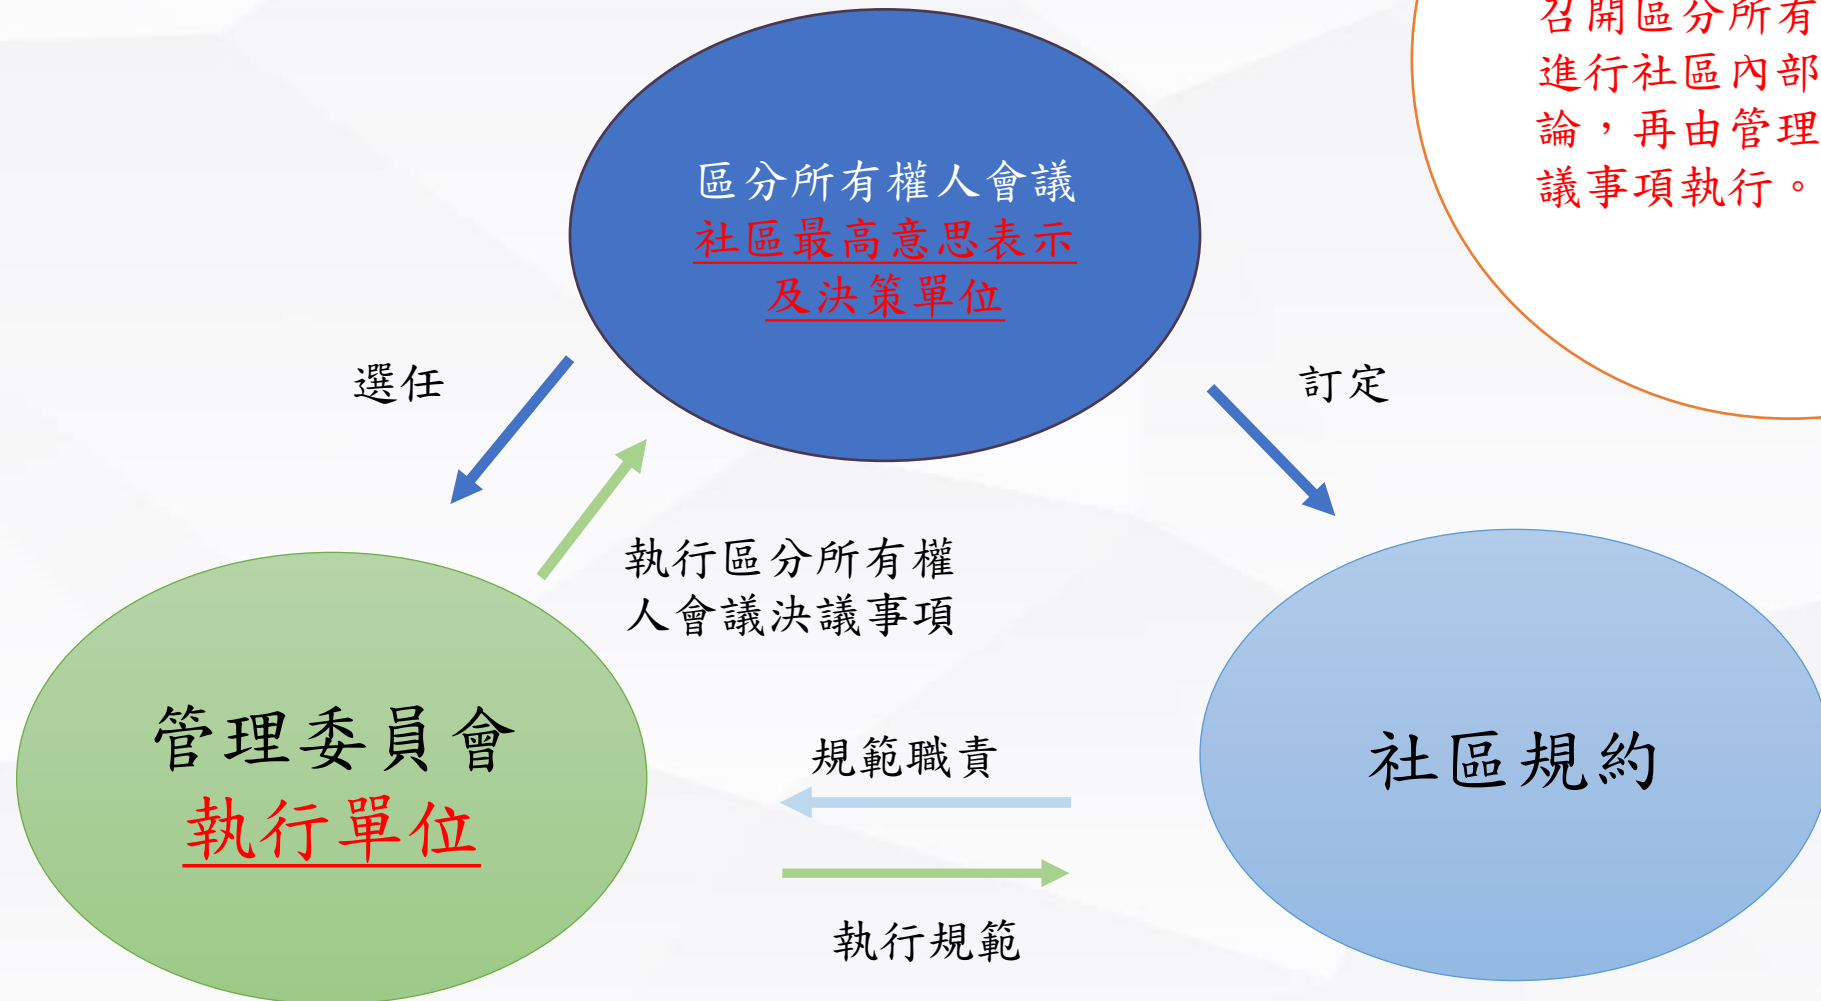 召開區分所有
進行社區內部
論，再由管理
議事項執行。
區分所有權人會議
社區最高意思表示
及決策單位
選任
訂定
執行區分所有權
人會議決議事項
管理委員會
執行單位
規範職責
社區規約
執行規範